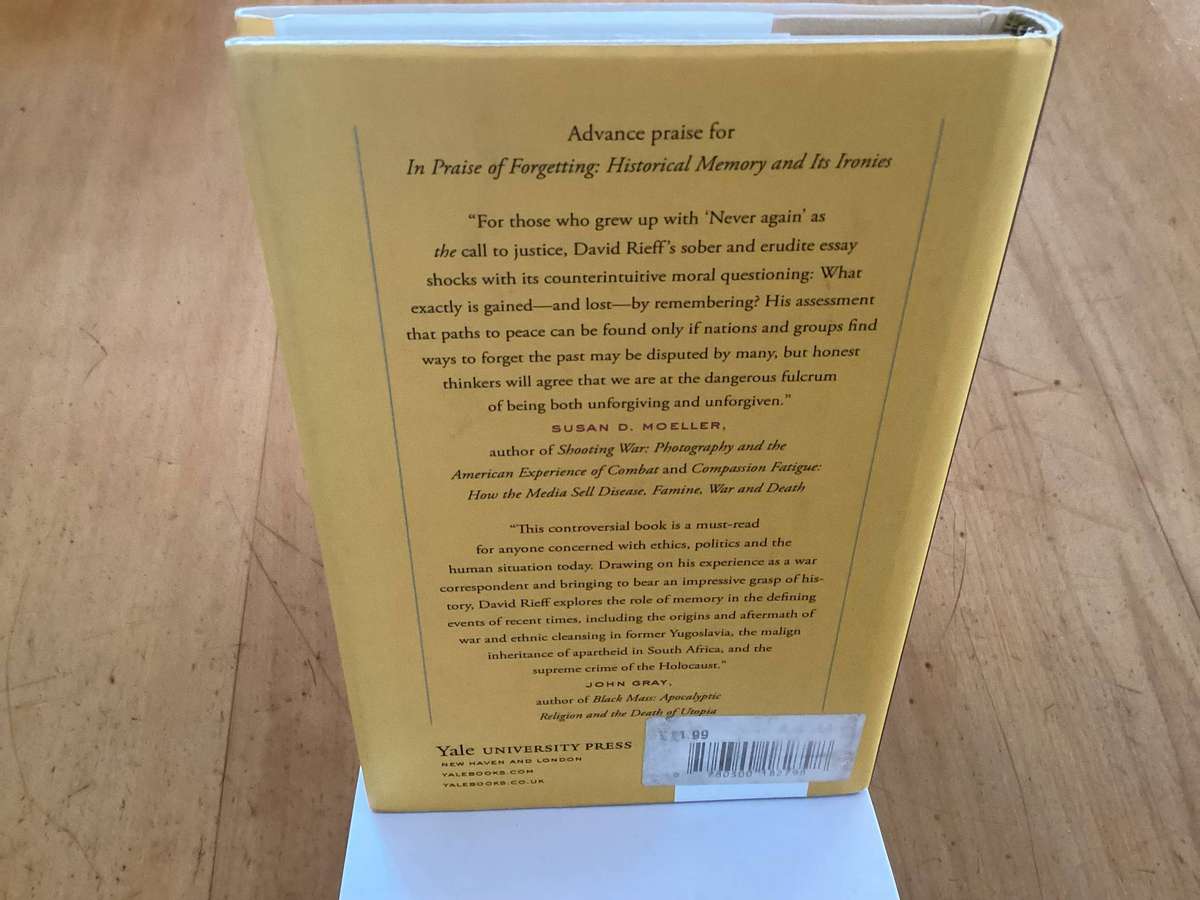 Advance praise for
In Praise of Forgetting: Historical Memory and Its Ironies
“For those who grew up with ‘Never again’ as
the call to justice, David Rieff’s sober and erudite essay
shocks with its counterintuitive moral questioning: What
exactly is gained—and lost—by remembering? His assessment
that paths to peace can be found only if nations and groups find
ways to forget the past may be disputed by many, but honest
thinkers will agree that we are at the dangerous fulcrum
of being both unforgiving and unforgiven.”
SUSAN D. MOELLER,
author of Shooting War: Photography and the
American Experience of Combat and Compassion Fatigue:
How the Media Sell Disease, Famine, War and Death
“This controversial book is a must-read
for anyone concerned with ethics, politics and the
human situation today. Drawing on his experience as a war
correspondent and bringing to bear an impressive grasp of his-
tory, David Rieff explores the role of memory in the defining
events of recent times, including the origins and aftermath of
war and ethnic cleansing in former Yugoslavia, the malign
inheritance of apartheid in South Africa, and the
supreme crime of the Holocaust.”
JOHN GRAY,
author of Black Mass: Apocalyptic
Religion and the Death of Utopia
Yale UNIVERSITY PRESS
NEW HAVEN AND LONDON
YALEBOOKS.COM
YALEBOOKS.CO.UK
9 780300 182798